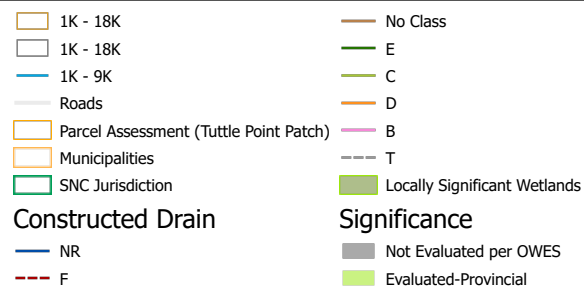 1K - 18K
1K - 18K
1K - 9K
Roads
Parcel Assessment (Tuttle Point Patch)
Municipalities
SNC Jurisdiction
Constructed Drain
NR
F
No Class
E
C
D
B
T
Locally Significant Wetlands
Significance
Not Evaluated per OWES
Evaluated-Provincial